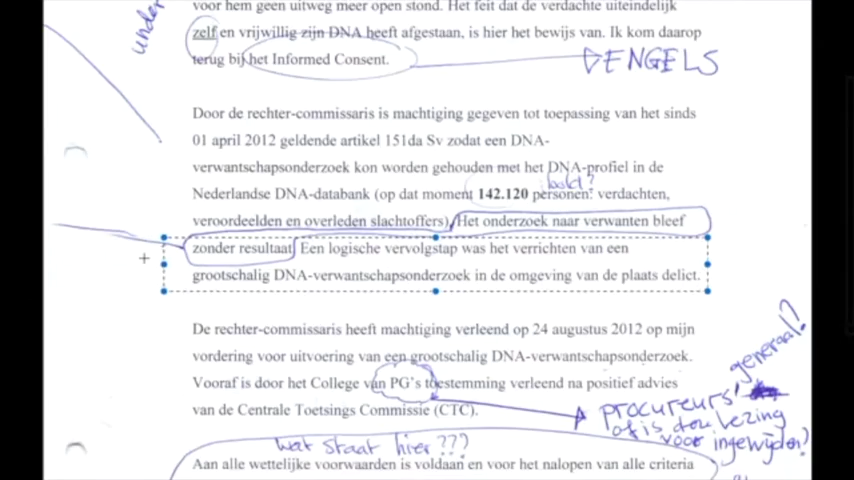 under
voor hem geen uitweg meer open stond. Het feit dat de verdachte uiteindelijk
zelf en vrijwillig zijn DNA heeft afgestaan, is hier het bewijs van. Ik kom daarop
terug bij het Informed Consent.
ENGELS
Door de rechter-commissaris is machtiging gegeven tot toepassing van het sinds
01 april 2012 geldende artikel 151da Sv zodat een DNA-
verwantschapsonderzoek kon worden gehouden met het DNA-profiel in de
bold?
Nederlandse DNA-databank (op dat moment 142.120 personen: verdachten,
veroordeelden en overleden slachtoffers). Het onderzoek naar verwanten bleef
zonder resultaat. Een logische vervolgstap was het verrichten van een
grootschalig DNA-verwantschapsonderzoek in de omgeving van de plaats delict.
De rechter-commissaris heeft machtiging verleend op 24 augustus 2012 op mijn
vordering voor uitvoering van een grootschalig DNA-verwantschapsonderzoek.
Vooraf is door het College van PG's toestemming verleend na positief advies
van de Centrale Toetsings Commissie (CTC).
generaal?
procureurs'
of is deze lezing
voor ingewijden?
wat staat hier???
Aan alle wettelijke voorwaarden is voldaan en voor het nalopen van alle criteria